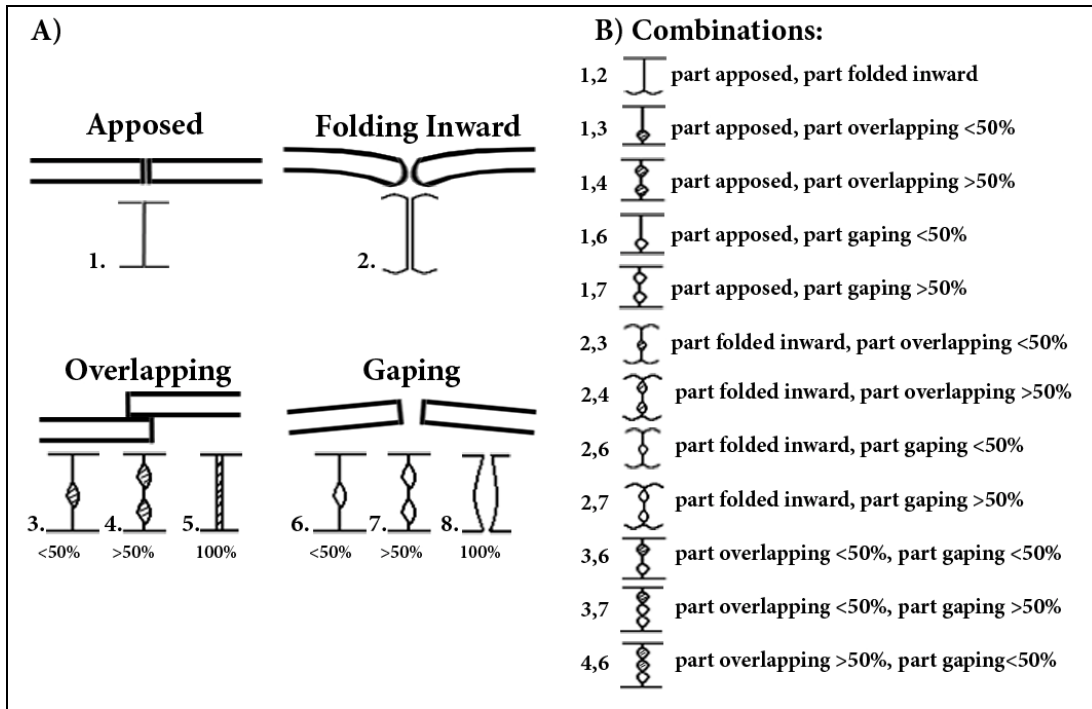 A)
Apposed
Folding Inward
1.
2.
Overlapping
Gaping
3.
4.
5.
6.
7.
8.
<50%
>50%
100%
<50%
>50%
100%
B) Combinations:
1,2 part apposed, part folded inward
1,3 part apposed, part overlapping <50%
1,4 part apposed, part overlapping >50%
1,6 part apposed, part gaping <50%
1,7 part apposed, part gaping >50%
2,3 part folded inward, part overlapping <50%
2,4 part folded inward, part overlapping >50%
2,6 part folded inward, part gaping <50%
2,7 part folded inward, part gaping >50%
3,6 part overlapping <50%, part gaping <50%
3,7 part overlapping <50%, part gaping >50%
4,6 part overlapping >50%, part gaping<50%